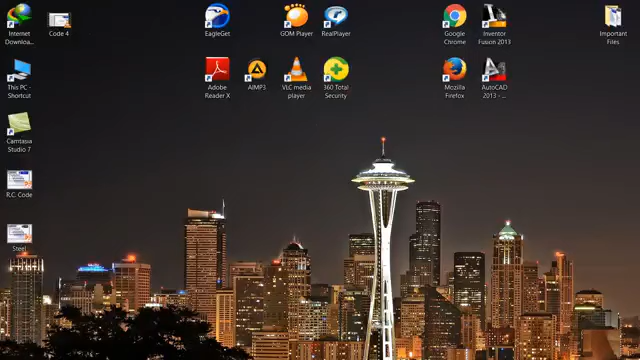 Internet
Downloa...
Code 4
EagleGet
GOM Player
RealPlayer
Google
Chrome
Inventor
Fusion 2013
Important
Files
This PC -
Shortcut
Adobe
Reader X
AIMP3
VLC media
player
360 Total
Security
Mozilla
Firefox
AutoCAD
2013 - ...
Camtasia
Studio 7
R.C. Code
Steel